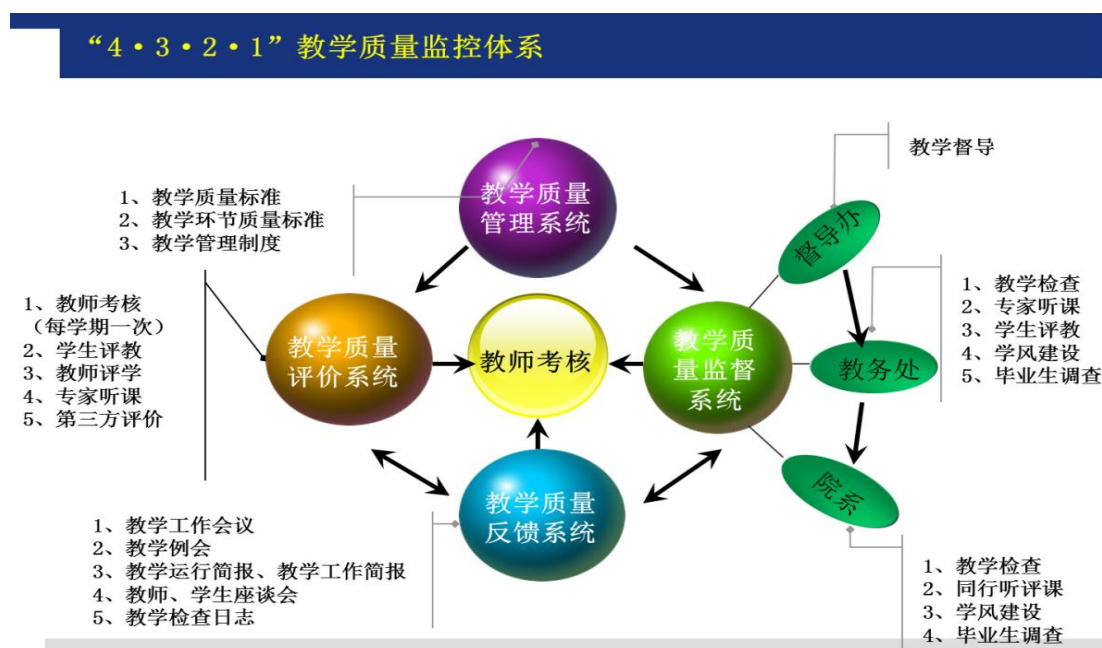 “4·3·2·1”教学质量监控体系
教学督导
教学质量
管理系统
1、教学质量标准
2、教学环节质量标准
3、教学管理制度
督导办
1、教师考核
（每学期一次）
2、学生评教
3、教师评学
4、专家听课
5、第三方评价
教学质量
评价系统
教师考核
教学质
量监督
系统
教务处
1、教学检查
2、专家听课
3、学生评教
4、学风建设
5、毕业生调查
院系
教学质量
反馈系统
1、教学工作会议
2、教学例会
3、教学运行简报、教学工作简报
4、教师、学生座谈会
5、教学检查日志
1、教学检查
2、同行听评课
3、学风建设
4、毕业生调查